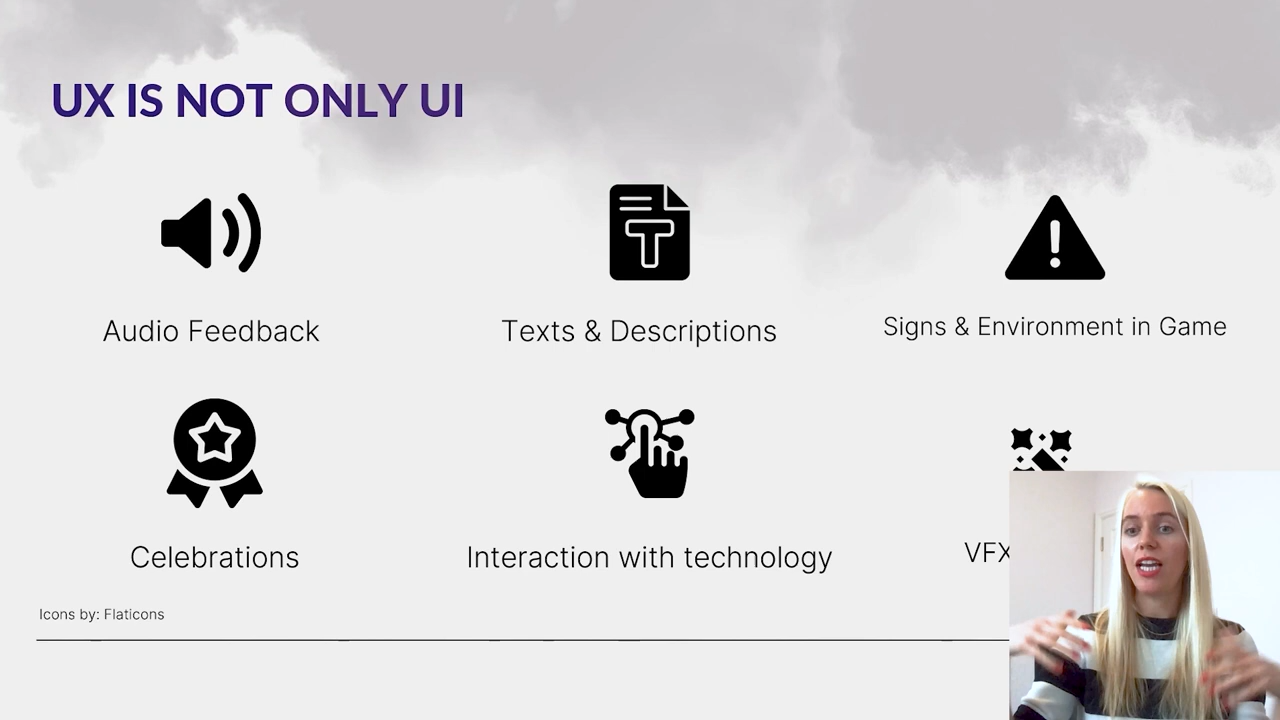 UX IS NOT ONLY UI
Audio Feedback
Texts & Descriptions
Signs & Environment in Game
Celebrations
Interaction with technology
VFX
Icons by: Flaticons